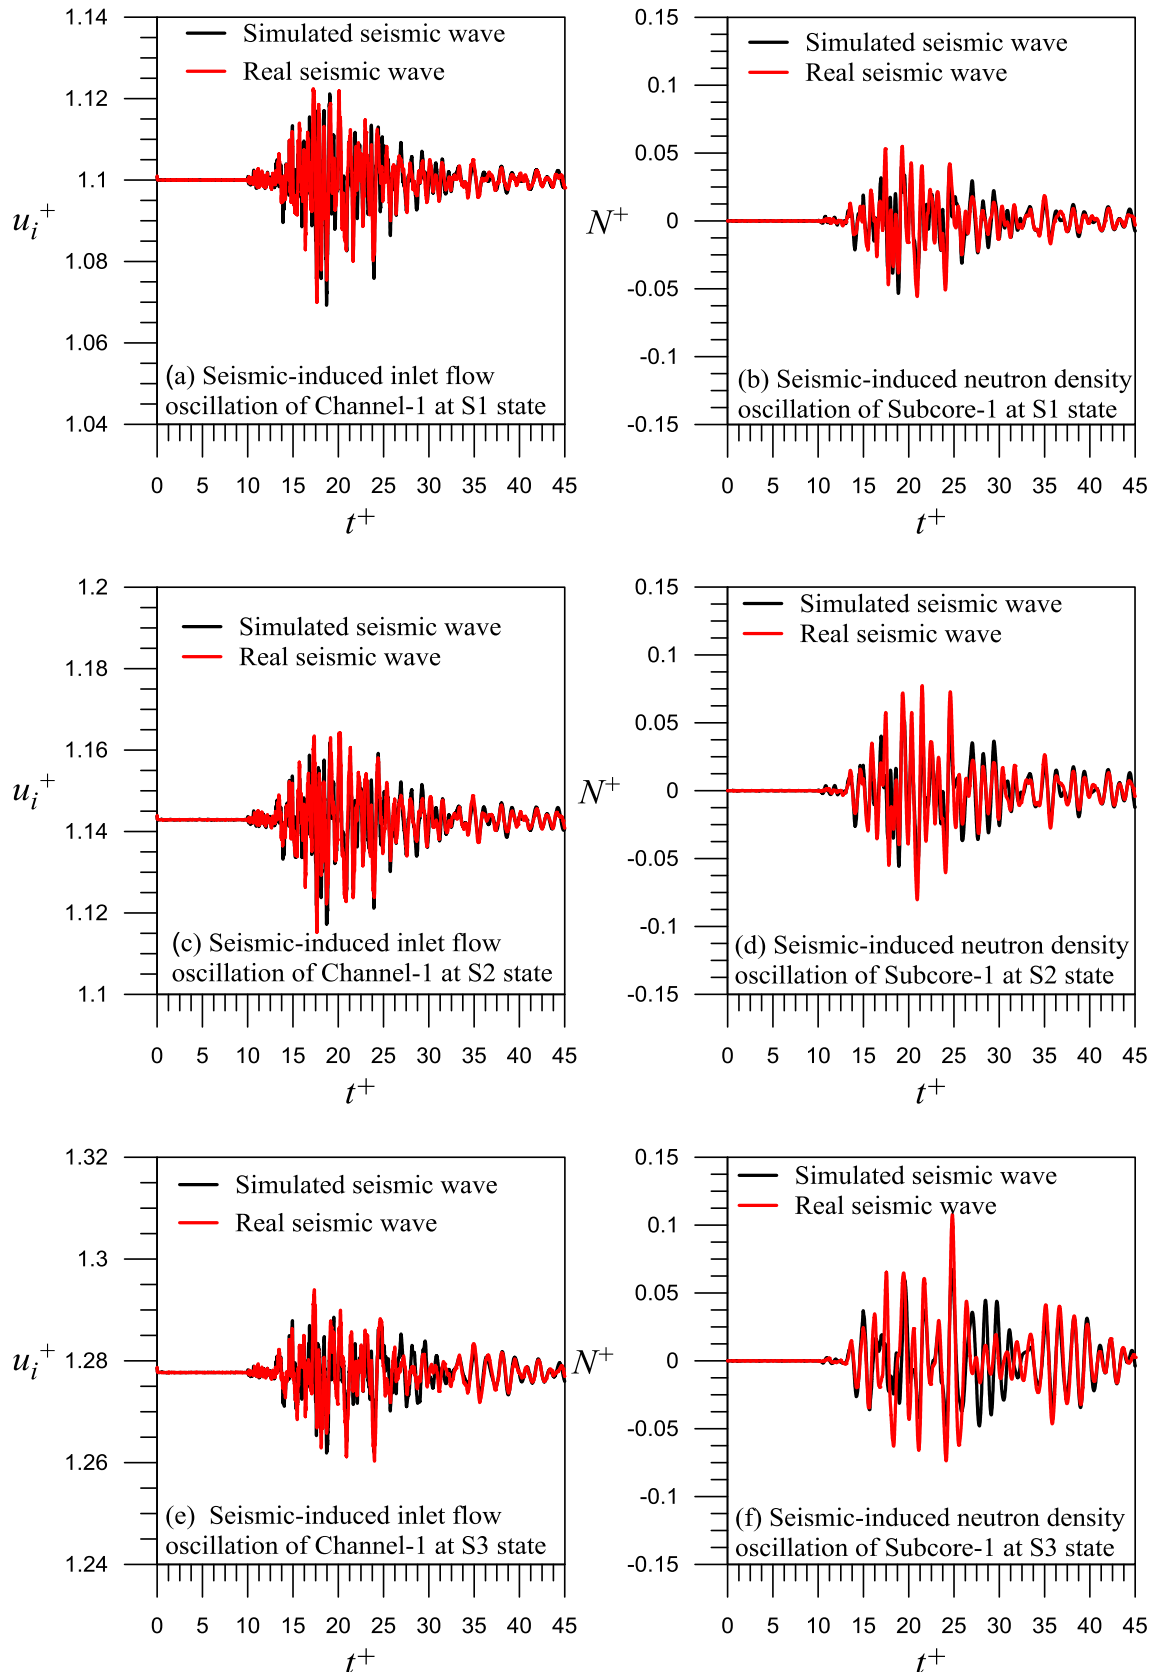 1.14
1.12
1.1
1.08
1.06
1.04
u_i^+
Simulated seismic wave
Real seismic wave
(a) Seismic-induced inlet flow
oscillation of Channel-1 at S1 state
0 5 10 15 20 25 30 35 40 45
t^+
0.15
0.1
0.05
0
-0.05
-0.1
-0.15
N^+
Simulated seismic wave
Real seismic wave
(b) Seismic-induced neutron density
oscillation of Subcore-1 at S1 state
0 5 10 15 20 25 30 35 40 45
t^+
1.2
1.18
1.16
1.14
1.12
1.1
u_i^+
Simulated seismic wave
Real seismic wave
(c) Seismic-induced inlet flow
oscillation of Channel-1 at S2 state
0 5 10 15 20 25 30 35 40 45
t^+
0.15
0.1
0.05
0
-0.05
-0.1
-0.15
N^+
Simulated seismic wave
Real seismic wave
(d) Seismic-induced neutron density
oscillation of Subcore-1 at S2 state
0 5 10 15 20 25 30 35 40 45
t^+
1.32
1.3
1.28
1.26
1.24
u_i^+
Simulated seismic wave
Real seismic wave
(e) Seismic-induced inlet flow
oscillation of Channel-1 at S3 state
0 5 10 15 20 25 30 35 40 45
t^+
0.15
0.1
0.05
0
-0.05
-0.1
-0.15
N^+
Simulated seismic wave
Real seismic wave
(f) Seismic-induced neutron density
oscillation of Subcore-1 at S3 state
0 5 10 15 20 25 30 35 40 45
t^+